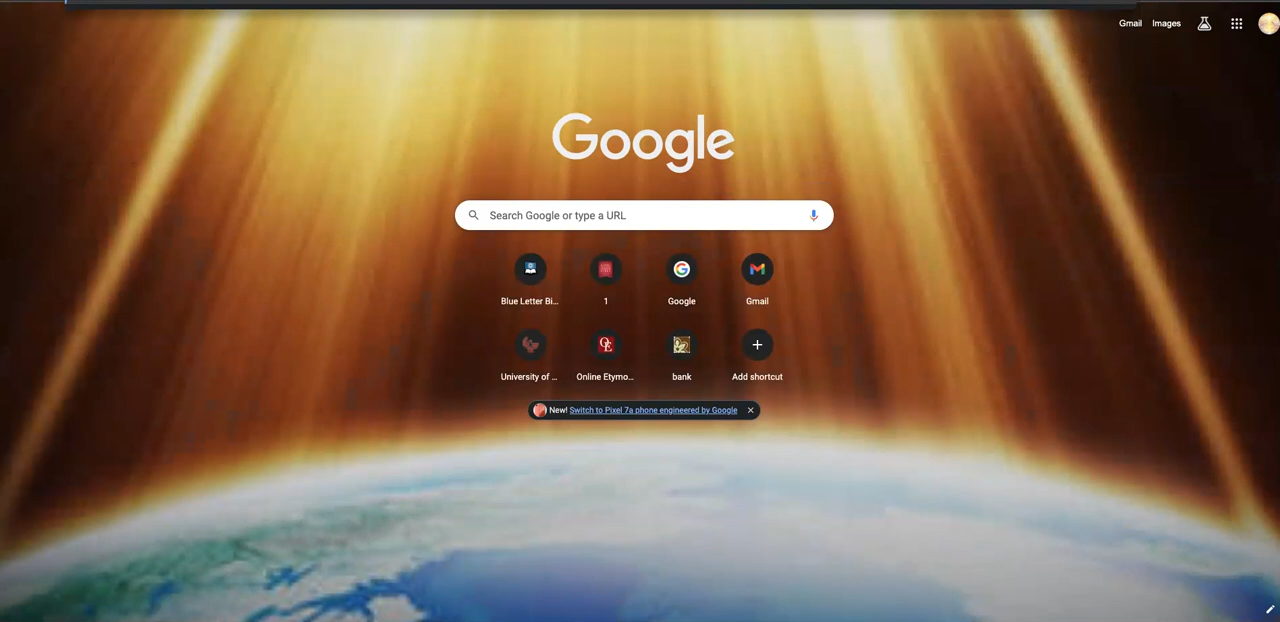 Gmail Images
Google
Search Google or type a URL
Blue Letter Bi... 1 Google Gmail
University of ... Online Etymo... bank Add shortcut
New! Switch to Pixel 7a phone engineered by Google